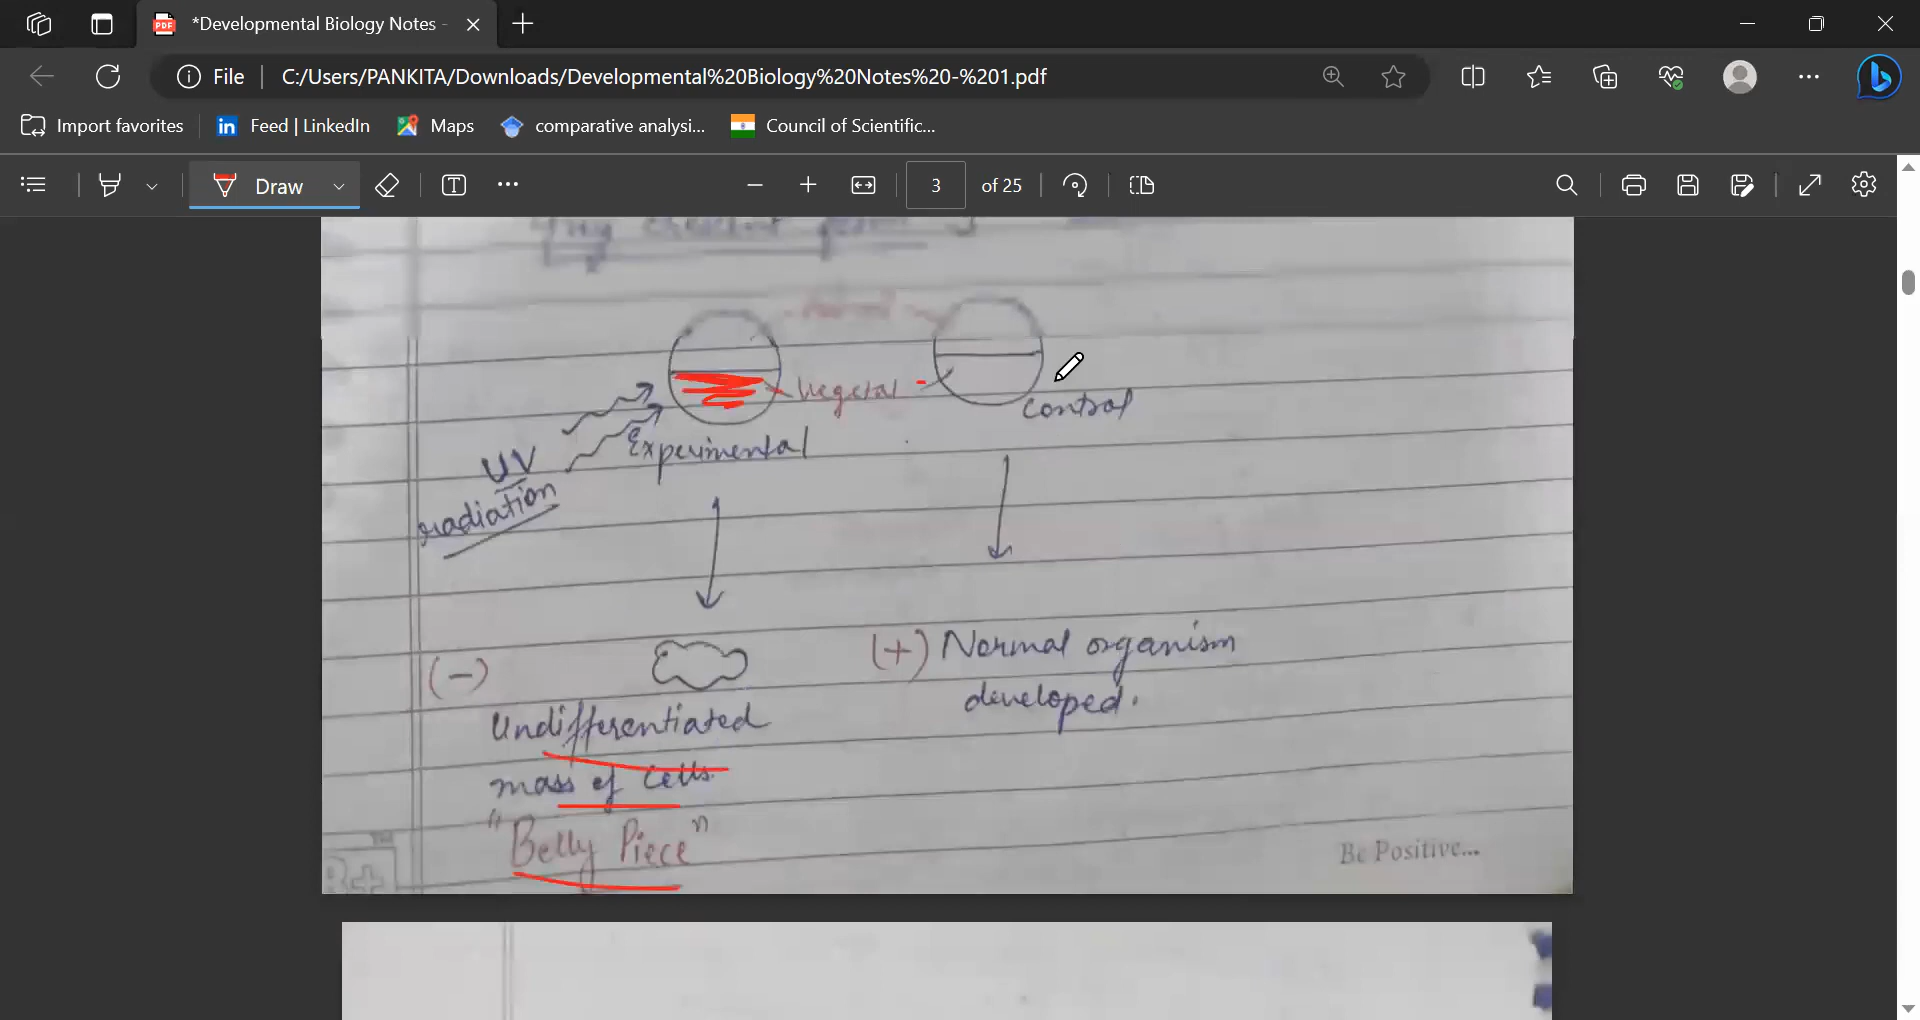 *Developmental Biology Notes -
File
C:/Users/PANKITA/Downloads/Developmental%20Biology%20Notes%20-%201.pdf
Import favorites
Feed | LinkedIn
Maps
comparative analysi...
Council of Scientific...
Draw
3
of 25
Vegetal
control
Experimental
UV
radiation
(-)
(+) Normal organism
developed.
Undifferentiated
mass of cells.
"Belly Piece"
Be Positive...